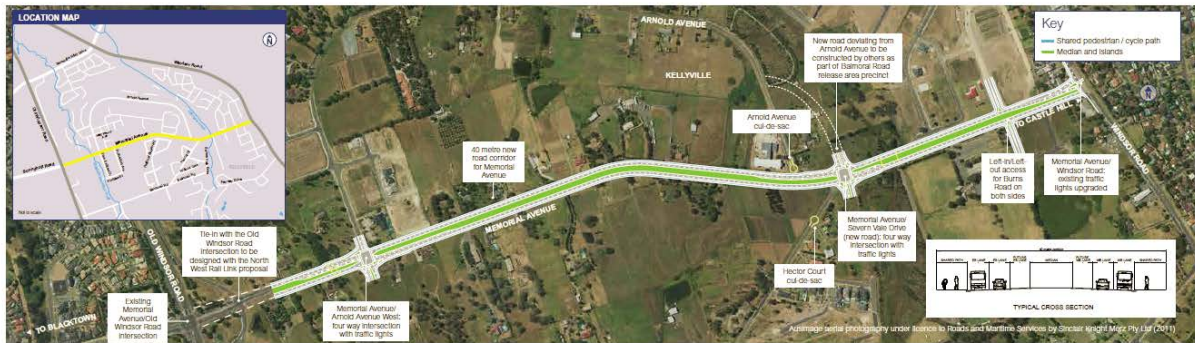 LOCATION MAP
N
Windsor Road
Not to scale
ARNOLD AVENUE
KELLYVILLE
New road deviating from
Arnold Avenue to be
constructed by others as
part of Balmoral Road
release area precinct
Key
Shared pedestrian / cycle path
Median and Islands
Arnold Avenue
cul-de-sac
40 metre new
road corridor
for Memorial
Avenue
MEMORIAL AVENUE
TO CASTLE HILL
WINDSOR ROAD
Left-in/Left-
out access for
Burns
Road on
both sides
Memorial Avenue/
Windsor Road:
existing traffic
lights upgraded
Tie-in with the Old
Windsor Road
intersection to be
designed with the North
West Rail Link proposal
OLD WINDSOR ROAD
Existing
Memorial
Avenue/Old
Windsor Road
intersection
TO BLACKTOWN
Memorial Avenue/
Arnold Avenue West:
four way intersection
with traffic lights
Hector Court
cul-de-sac
Memorial Avenue/
Severn Vale Drive
(new road): four way
intersection with
traffic lights
TYPICAL CROSS SECTION
Ausimage aerial photography under licence to Roads and Maritime Services by Sinclair Knight Merz Pty Ltd (2011)